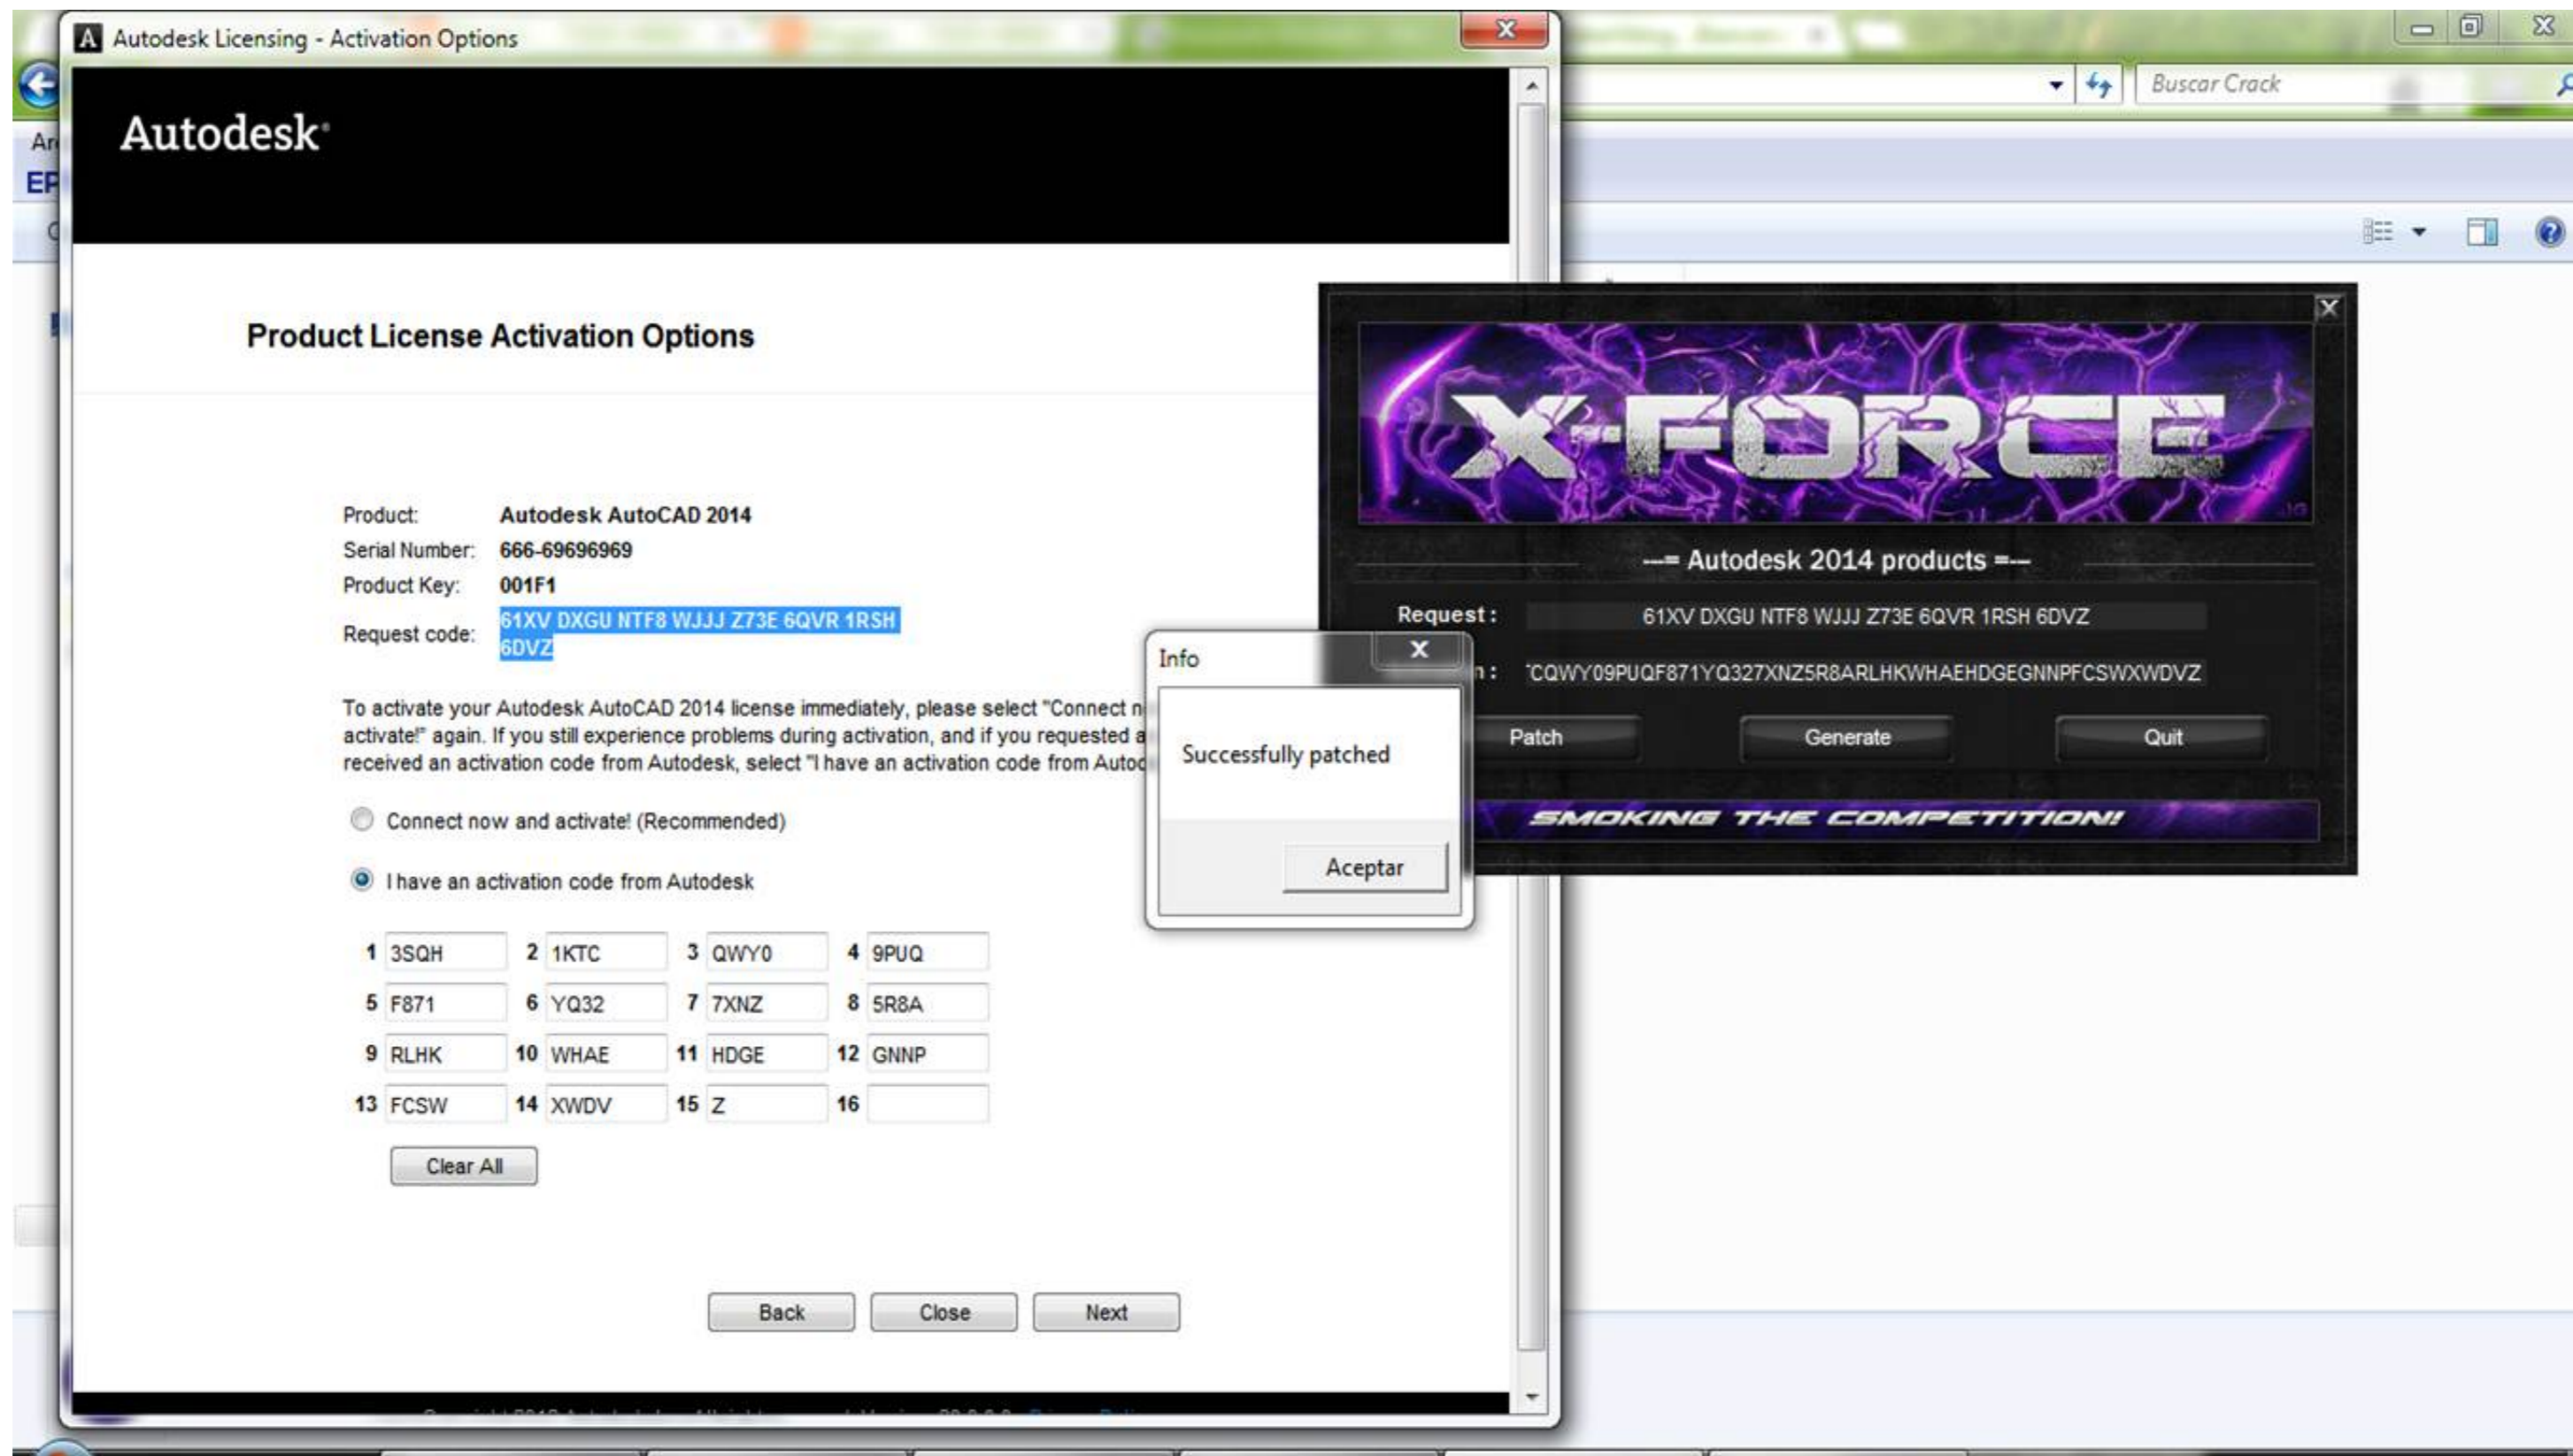 Autodesk Licensing - Activation Options
Buscar Crack
Autodesk
Product License Activation Options
Product: Autodesk AutoCAD 2014
Serial Number: 666-69696969
Product Key: 001F1
Request code: 61XV DXGU NTF8 WJJJ Z73E 6QVR 1RSH
6DVZ
To activate your Autodesk AutoCAD 2014 license immediately, please select "Connect
activate!" again. If you still experience problems during activation, and if you requested
received an activation code from Autodesk, select "I have an activation code from
Connect now and activate! (Recommended)
I have an activation code from Autodesk
1 3SQH 2 1KTC 3 QWY0 4 9PUQ
5 F871 6 YQ32 7 7XNZ 8 5R8A
9 RLHK 10 WHAE 11 HDGE 12 GNNP
13 FCSW 14 XWDV 15 Z 16
Clear All
Back Close Next
X-FORCE
---= Autodesk 2014 products =---
Request : 61XV DXGU NTF8 WJJJ Z73E 6QVR 1RSH 6DVZ
CQWY09PUQF871YQ327XNZ5R8ARLHKWHAEHDGEGNNPFCSWXWDVZ
Patch Generate Quit
SMOKING THE COMPETITION!
Info
Successfully patched
Aceptar